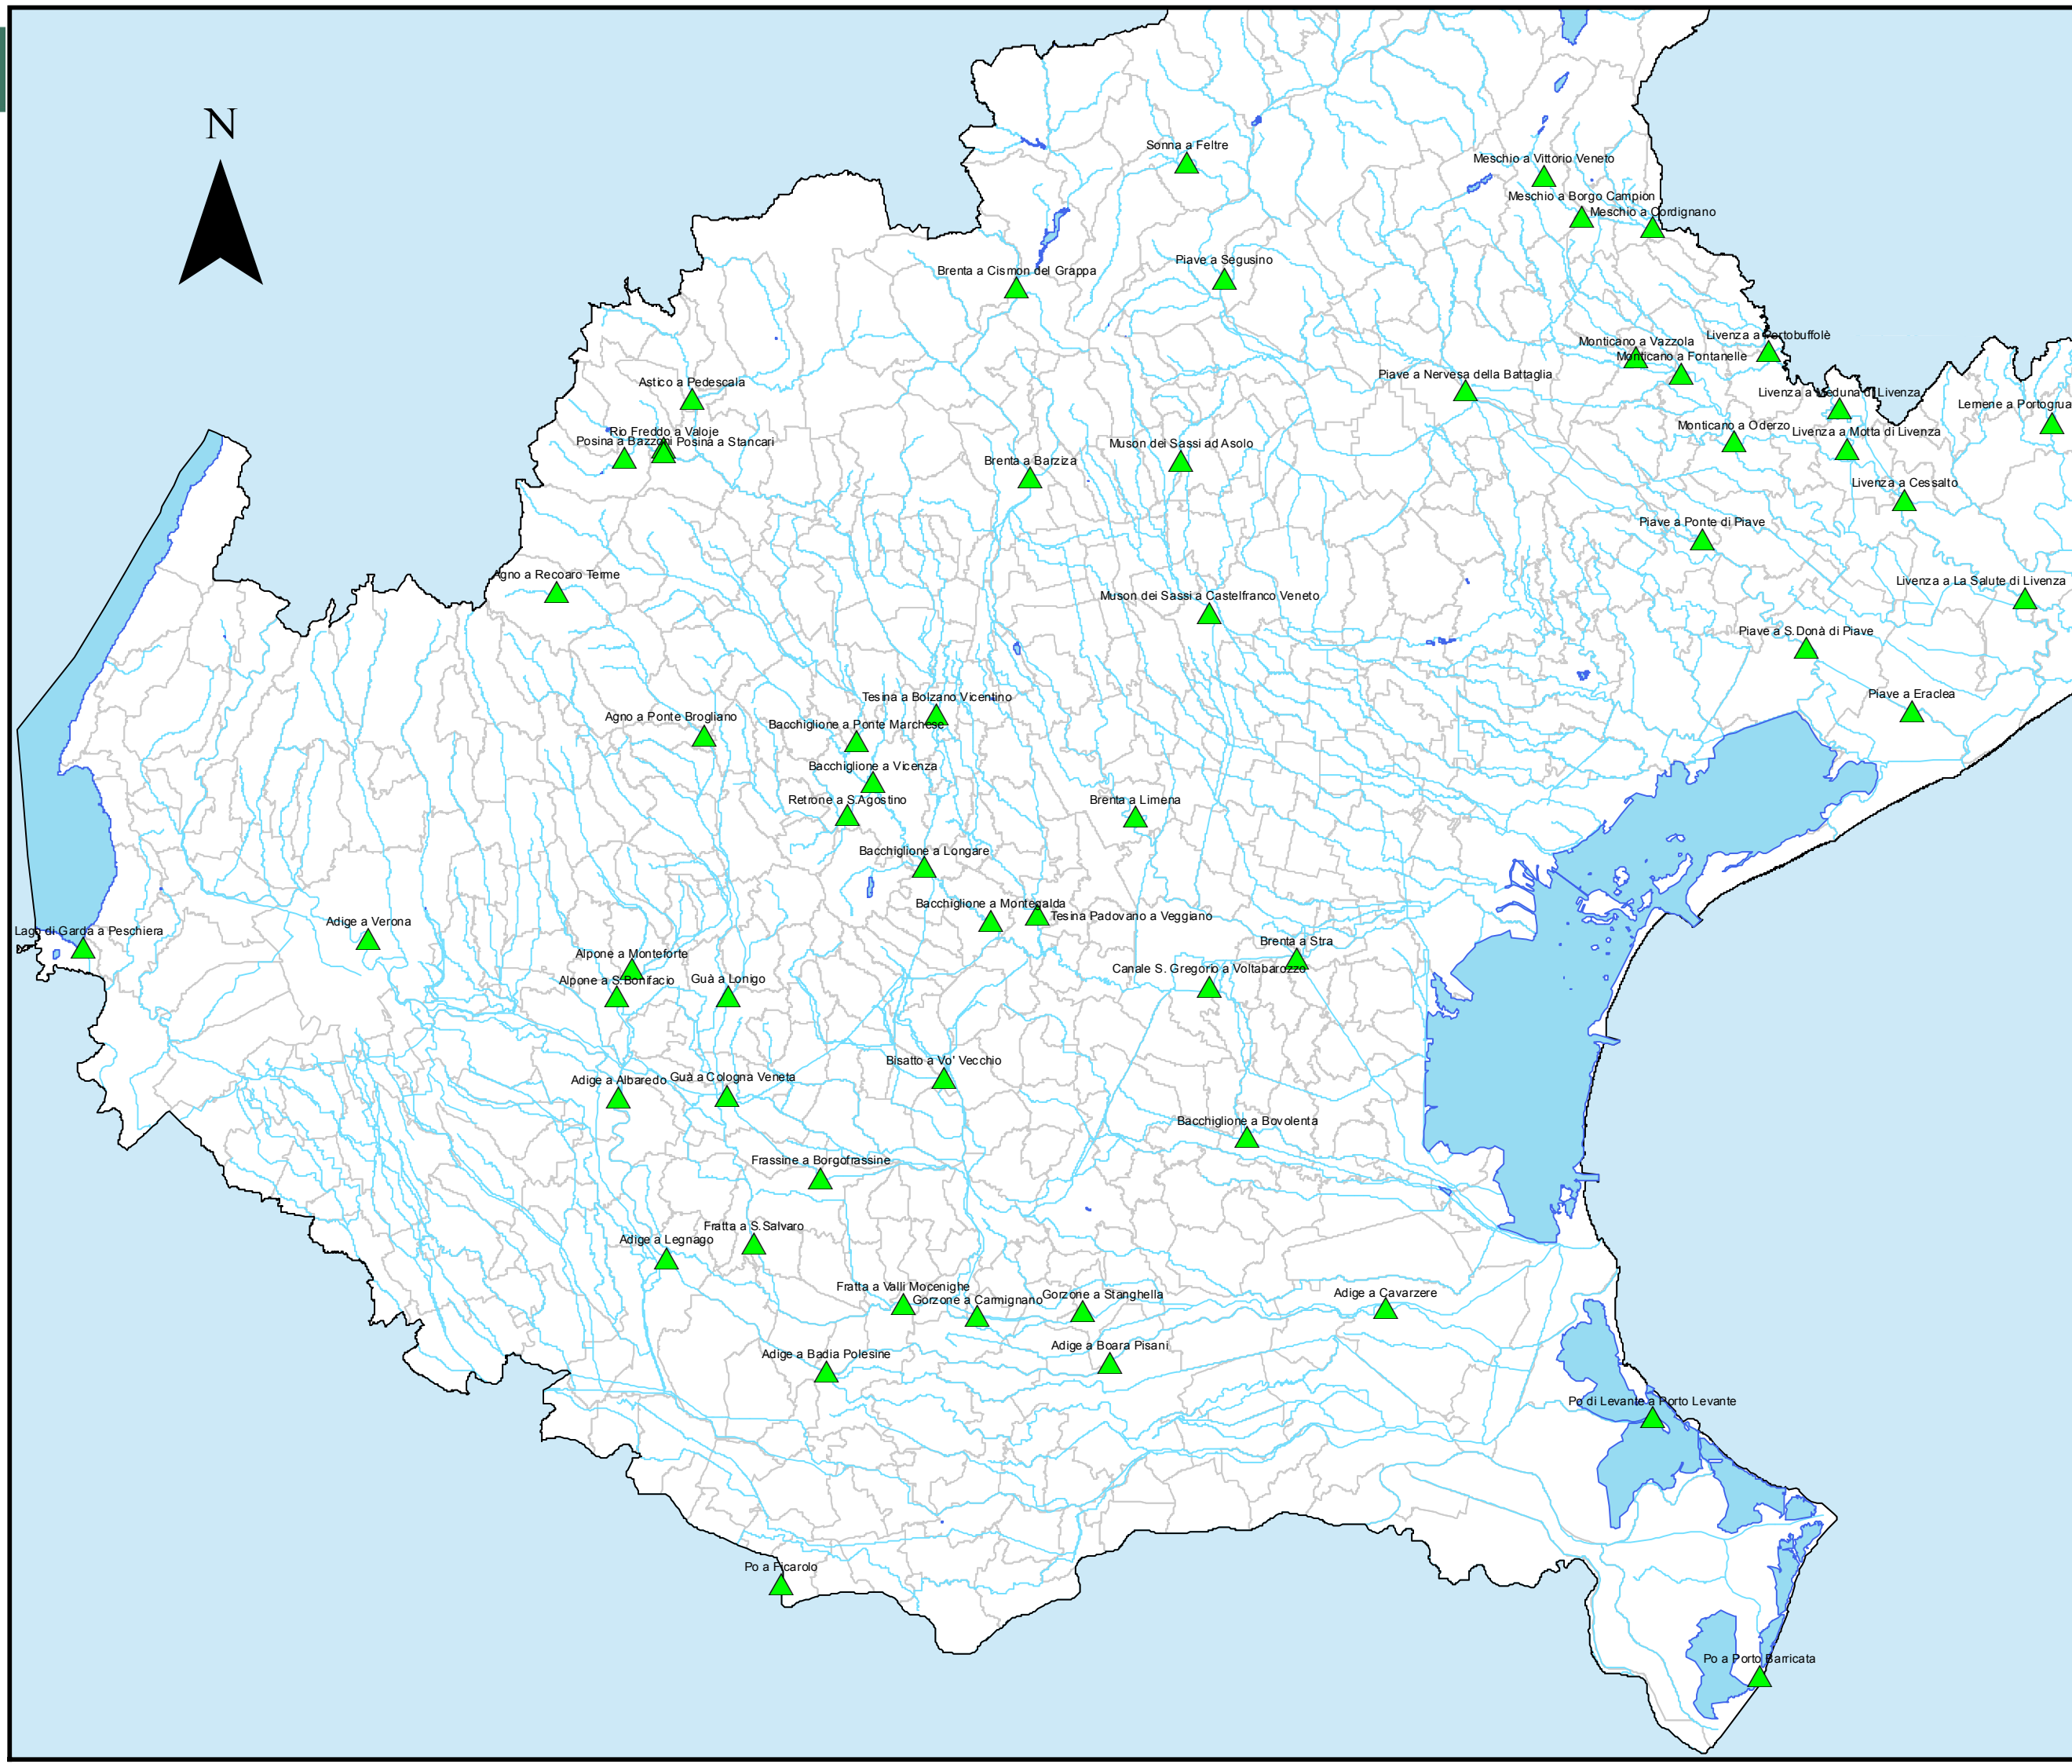 N
Sonna a Feltre
Meschio a Vittorio Veneto
Meschio a Borgo Campion
Meschio a Cordignano
Piave a Segusino
Brenta a Cismon del Grappa
Livenza a Portobuffolè
Monticano a Vazzola
Monticano a Fontanelle
Piave a Nervesa della Battaglia
Astico a Pedescala
Livenza a Meduna di Livenza
Lemene a Portogrua
Monticano a Oderzo
Livenza a Motta di Livenza
Rio Freddo a Valoje
Posina a Bazzoni
Posina a Stancari
Muson dei Sassi ad Asolo
Brenta a Barziza
Livenza a Cessalto
Piave a Ponte di Piave
Agno a Recoaro Terme
Livenza a La Salute di Livenza
Muson dei Sassi a Castelfranco Veneto
Piave a S.Donà di Piave
Piave a Eraclea
Tesina a Bolzano Vicentino
Agno a Ponte Brogliano
Bacchiglione a Ponte Marchese
Bacchiglione a Vicenza
Retrone a S.Agostino
Brenta a Limena
Bacchiglione a Longare
Bacchiglione a Montegalda
Tesina Padovano a Veggiano
Adige a Verona
Lago di Garda a Peschiera
Brenta a Stra
Alpone a Monteforte
Canale S. Gregorio a Voltabarozzo
Alpone a S.Bonifacio
Guà a Lonigo
Bisatto a Vo' Vecchio
Adige a Albaredo
Guà a Cologna Veneta
Bacchiglione a Bovolenta
Frassine a Borgofrassine
Fratta a S.Salvaro
Adige a Legnago
Fratta a Valli Mocenighe
Gorzone a Carmignano
Gorzone a Stanghella
Adige a Cavarzere
Adige a Boara Pisani
Adige a Badia Polesine
Po di Levante a Porto Levante
Po a Ficarolo
Po a Porto Barricata